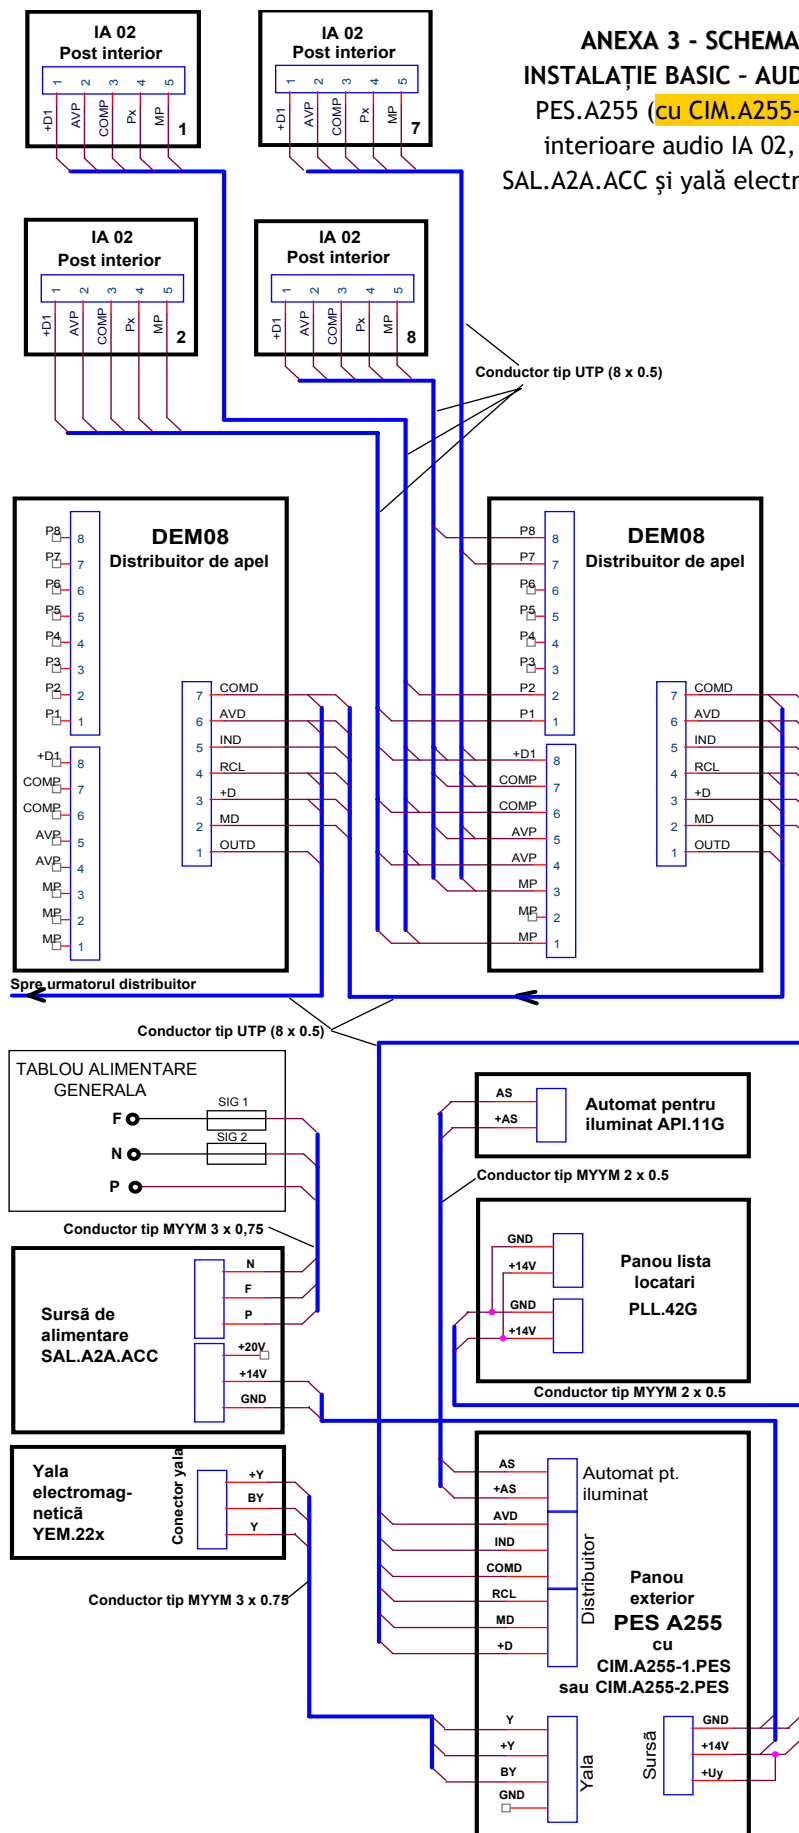 ANEXA 3 - SCHEMA
INSTALAȚIE BASIC - AUD
PES.A255 (cu CIM.A255-
interioare audio IA 02,
SAL.A2A.ACC și yală electr
IA 02
Post interior
1 2 3 4 5
+D1 AVP COMP Px MP
1
IA 02
Post interior
1 2 3 4 5
+D1 AVP COMP Px MP
7
IA 02
Post interior
1 2 3 4 5
+D1 AVP COMP Px MP
2
IA 02
Post interior
1 2 3 4 5
+D1 AVP COMP Px MP
8
Conductor tip UTP (8 x 0.5)
DEM08
Distribuitor de apel
P8 8
P7 7
P6 6
P5 5
P4 4
P3 3
P2 2
P1 1
+D1 8
COMP 7
COMP 6
AVP 5
AVP 4
MP 3
MP 2
MP 1
7 COMD
6 AVD
5 IND
4 RCL
3 +D
2 MD
1 OUTD
DEM08
Distribuitor de apel
P8 8
P7 7
P6 6
P5 5
P4 4
P3 3
P2 2
P1 1
+D1 8
COMP 7
COMP 6
AVP 5
AVP 4
MP 3
MP 2
MP 1
7 COMD
6 AVD
5 IND
4 RCL
3 +D
2 MD
1 OUTD
Spre urmatorul distribuitor
Conductor tip UTP (8 x 0.5)
TABLOU ALIMENTARE
GENERALA
F SIG 1
N SIG 2
P
Conductor tip MYYM 3 x 0,75
AS
+AS
Automat pentru
iluminat API.11G
Conductor tip MYYM 2 x 0.5
GND
+14V
GND
+14V
Panou lista
locatari
PLL.42G
Conductor tip MYYM 2 x 0.5
Sursã de
alimentare
SAL.A2A.ACC
N
F
P
+20V
+14V
GND
Yala
electromag-
neticã
YEM.22x
Conector yala
+Y
BY
Y
Conductor tip MYYM 3 x 0.75
AS
+AS
Automat pt.
iluminat
AVD
IND
COMD
RCL
MD
+D
Distribuitor
Panou
exterior
PES A255
cu
CIM.A255-1.PES
sau CIM.A255-2.PES
Y
+Y
BY
GND
Yala
Sursã
GND
+14V
+Uy